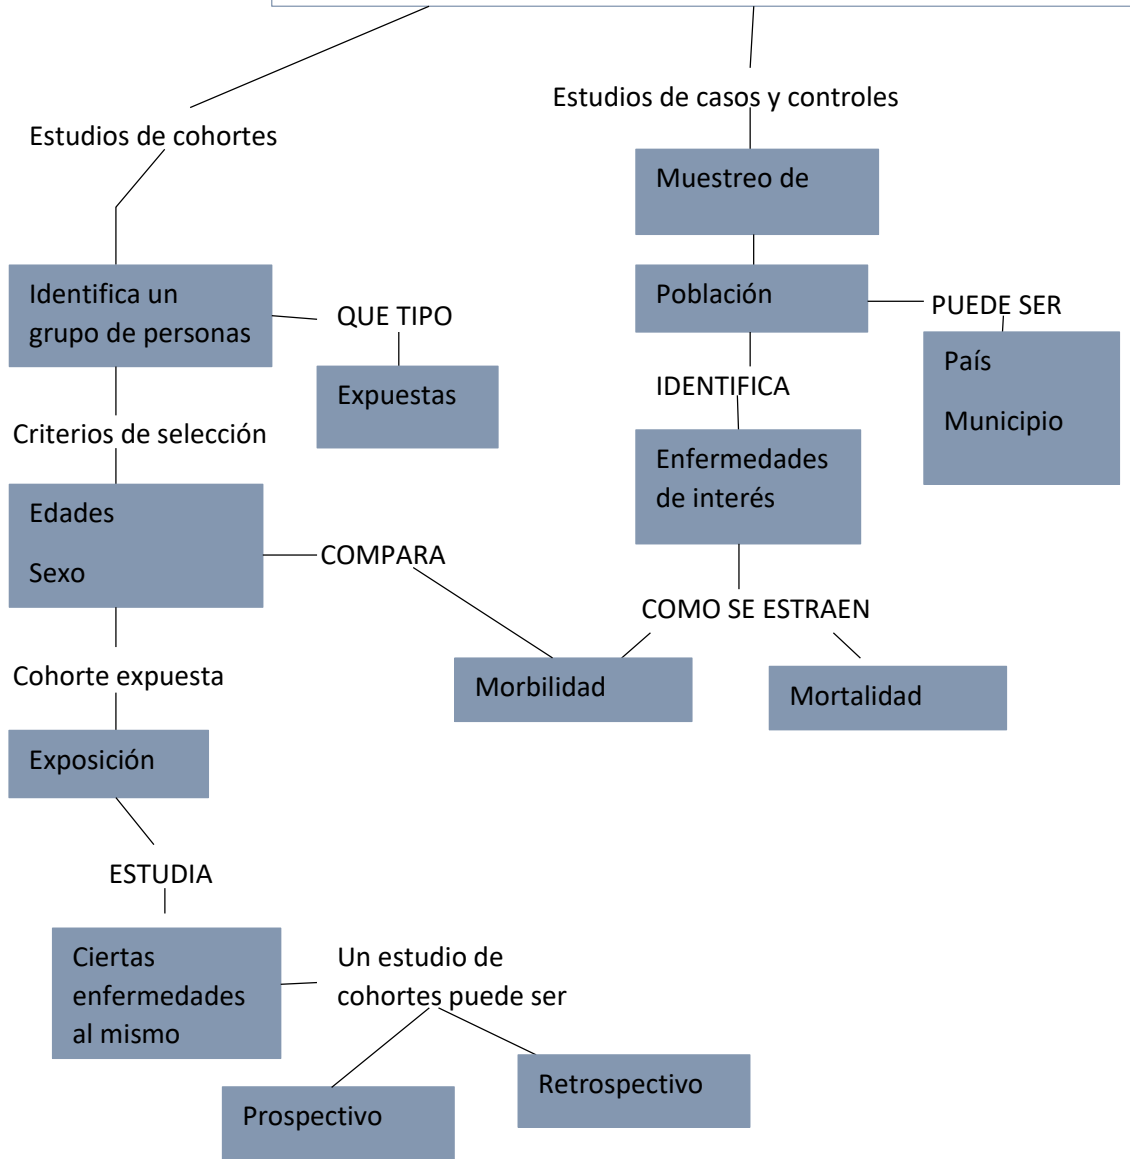 Estudios de casos y controles
Estudios de cohortes
Muestreo de
Identifica un
grupo de personas
QUE TIPO
Expuestas
Población
PUEDE SER
País
Municipio
IDENTIFICA
Criterios de selección
Enfermedades
de interés
Edades
Sexo
COMPARA
COMO SE ESTRAEN
Cohorte expuesta
Morbilidad
Mortalidad
Exposición
ESTUDIA
Ciertas
enfermedades
al mismo
Un estudio de
cohortes puede ser
Retrospectivo
Prospectivo